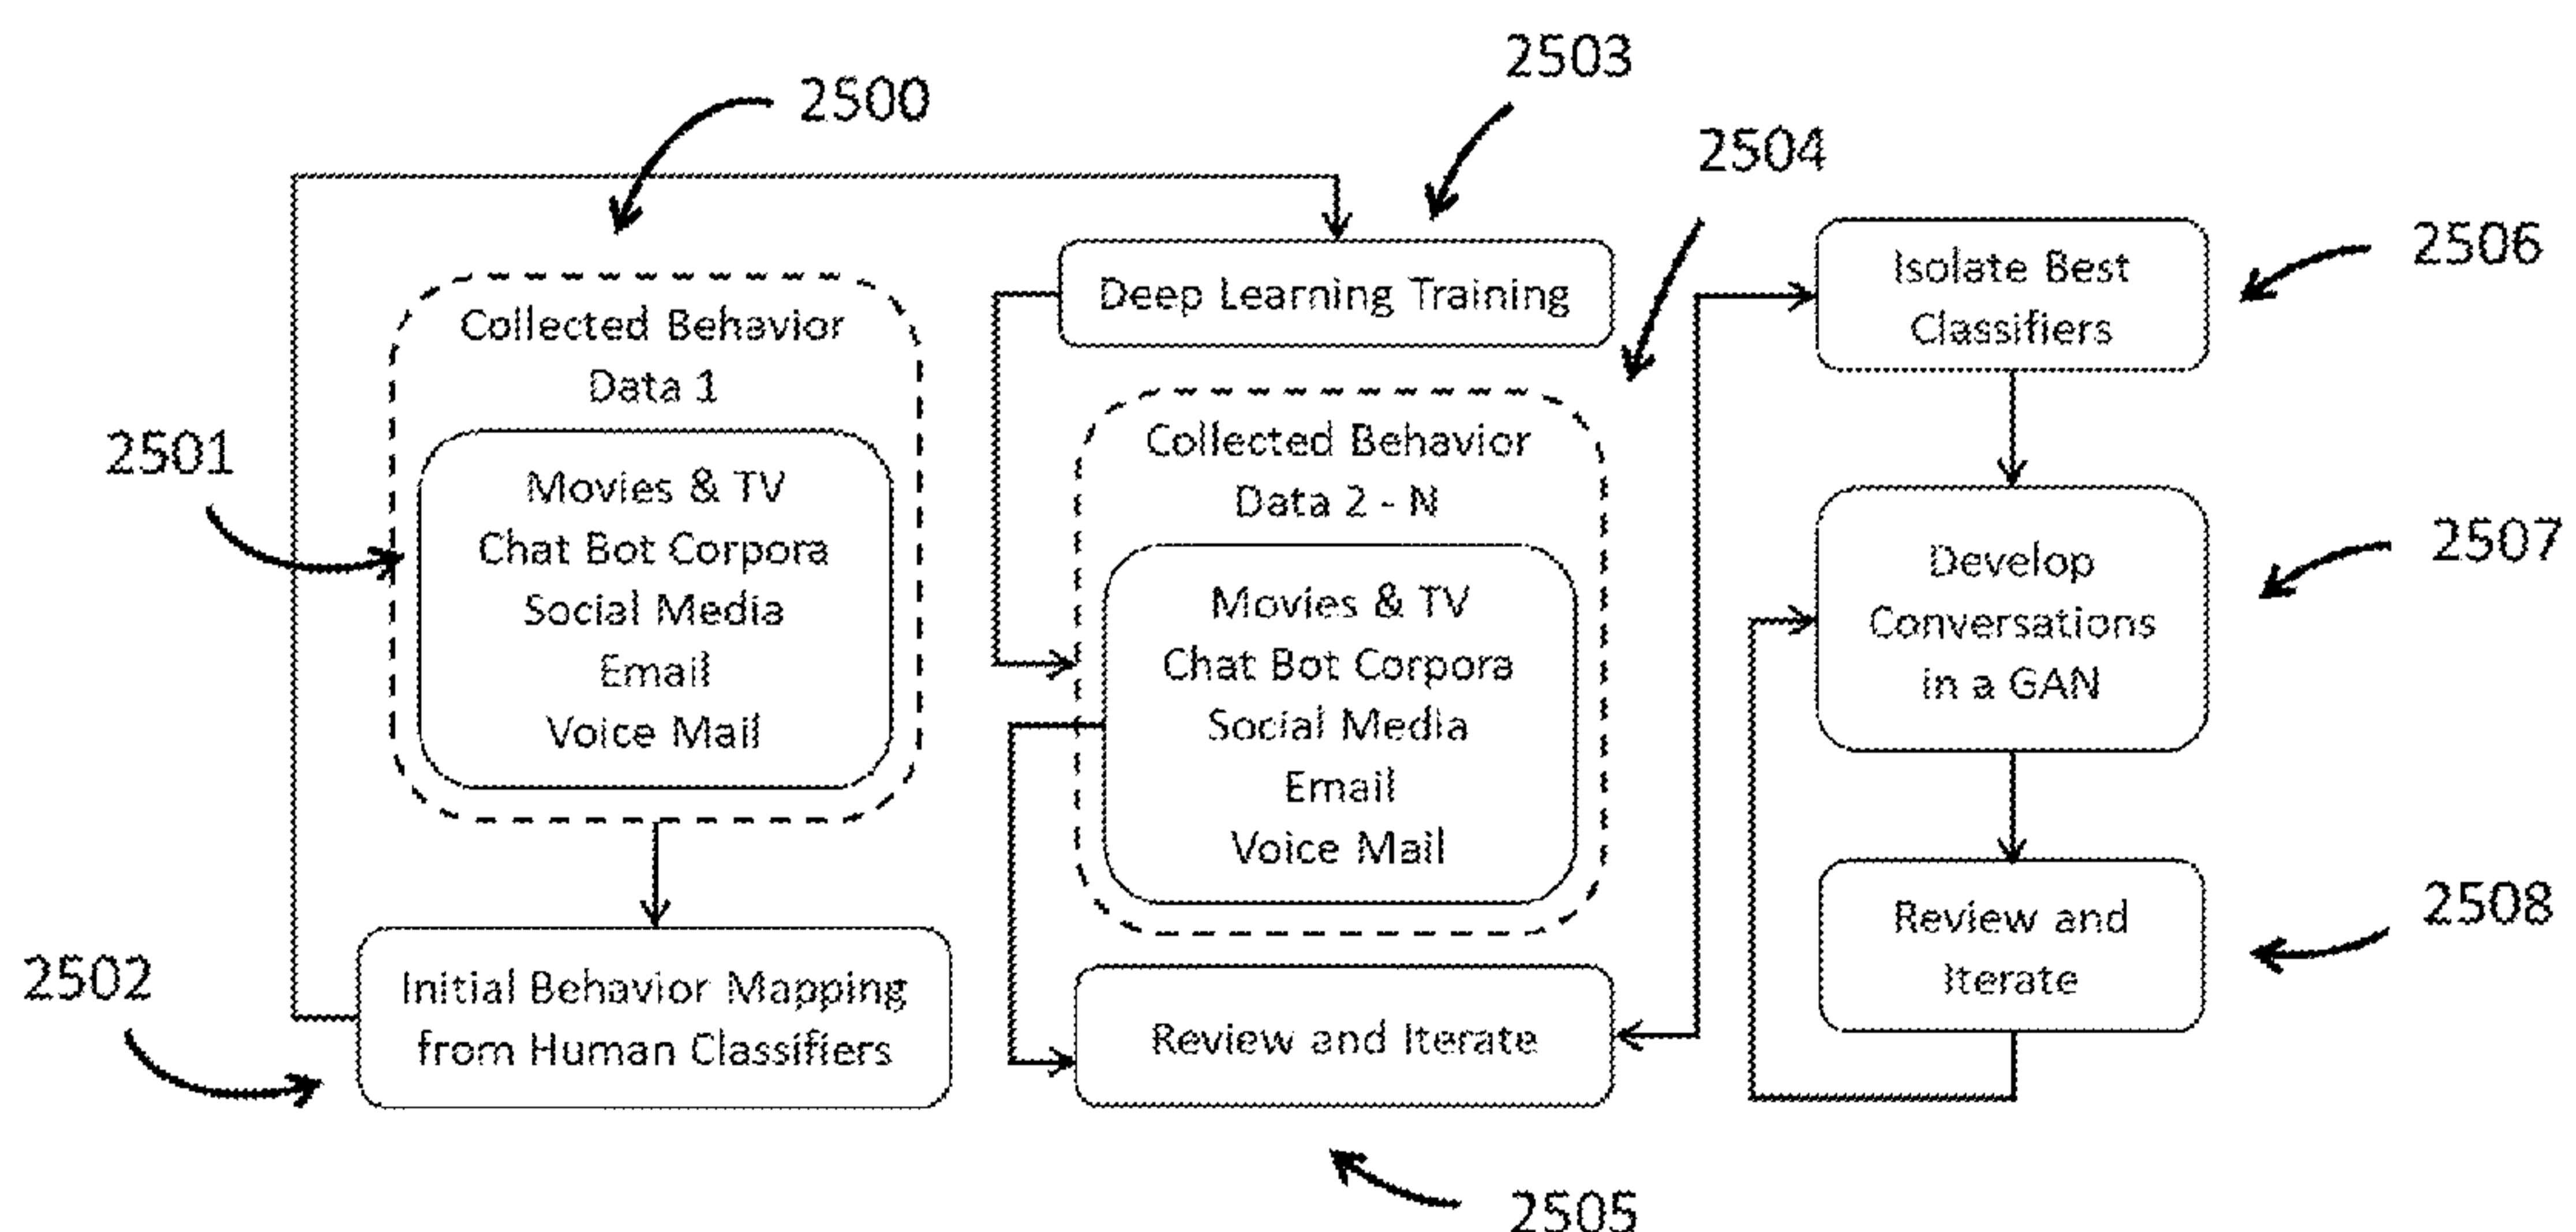 2500
2503
2504
2501
Collected Behavior
Data 1
Movies & TV
Chat Bot Corpora
Social Media
Email
Voice Mail
2502
Initial Behavior Mapping
from Human Classifiers
Deep Learning Training
Collected Behavior
Data 2 - N
Movies & TV
Chat Bot Corpora
Social Media
Email
Voice Mail
Review and Iterate
2505
Isolate Best
Classifiers
2506
Develop
Conversations
in a GAN
2507
Review and
Iterate
2508